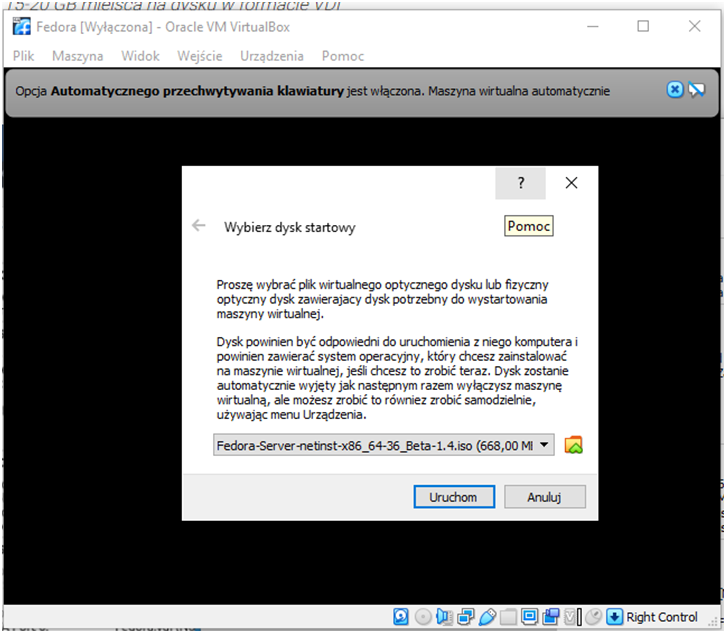 15-20 GB miejsca na dysku w formacie VDI
Fedora [Wyłączona] - Oracle VM VirtualBox
Plik Maszyna Widok Wejście Urządzenia Pomoc
Opcja Automatycznego przechwytywania klawiatury jest włączona. Maszyna wirtualna automatycznie
?
Wybierz dysk startowy
Pomoc
Proszę wybrać plik wirtualnego optycznego dysku lub fizyczny
optyczny dysk zawierajacy dysk potrzebny do wystartowania
maszyny wirtualnej.
Dysk powinien być odpowiedni do uruchomienia z niego komputera i
powinien zawierać system operacyjny, który chcesz zainstalować
na maszynie wirtualnej, jeśli chcesz to zrobić teraz. Dysk zostanie
automatycznie wyjęty jak następnym razem wyłączysz maszynę
wirtualną, ale możesz zrobić to również zrobić samodzielnie,
używając menu Urządzenia.
Fedora-Server-netinst-x86_64-36_Beta-1.4.iso (668,00 MI
Uruchom Anuluj
Right Control